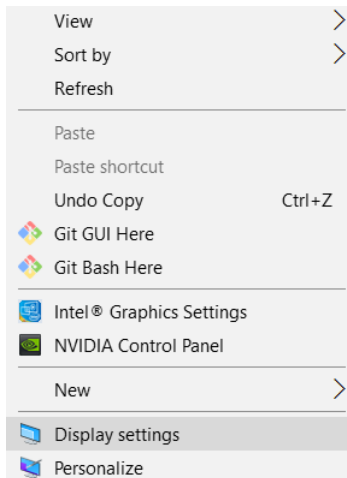 View
Sort by
Refresh
Paste
Paste shortcut
Undo Copy Ctrl+Z
Git GUI Here
Git Bash Here
Intel® Graphics Settings
NVIDIA Control Panel
New
Display settings
Personalize